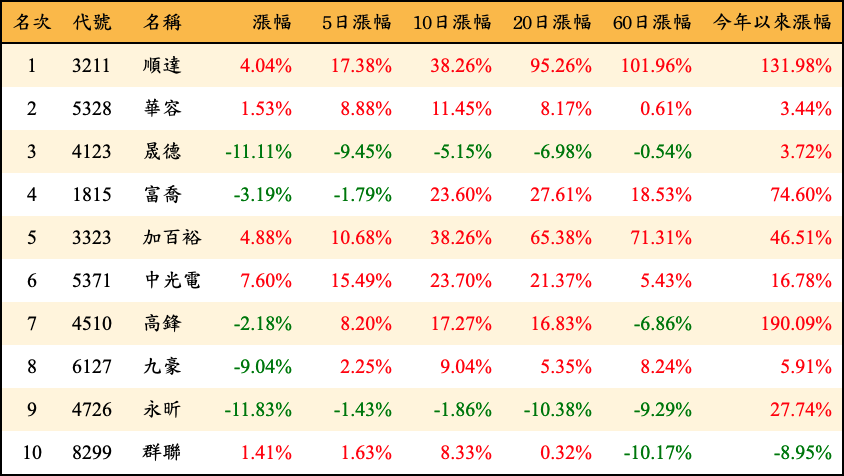 名次 代號 名稱 漲幅 5日漲幅 10日漲幅 20日漲幅 60日漲幅 今年以來漲幅
1 3211 順達 4.04% 17.38% 38.26% 95.26% 101.96% 131.98%
2 5328 華容 1.53% 8.88% 11.45% 8.17% 0.61% 3.44%
3 4123 晟德 -11.11% -9.45% -5.15% -6.98% -0.54% 3.72%
4 1815 富喬 -3.19% -1.79% 23.60% 27.61% 18.53% 74.60%
5 3323 加百裕 4.88% 10.68% 38.26% 65.38% 71.31% 46.51%
6 5371 中光電 7.60% 15.49% 23.70% 21.37% 5.43% 16.78%
7 4510 高鋒 -2.18% 8.20% 17.27% 16.83% -6.86% 190.09%
8 6127 九豪 -9.04% 2.25% 9.04% 5.35% 8.24% 5.91%
9 4726 永昕 -11.83% -1.43% -1.86% -10.38% -9.29% 27.74%
10 8299 群聯 1.41% 1.63% 8.33% 0.32% -10.17% -8.95%